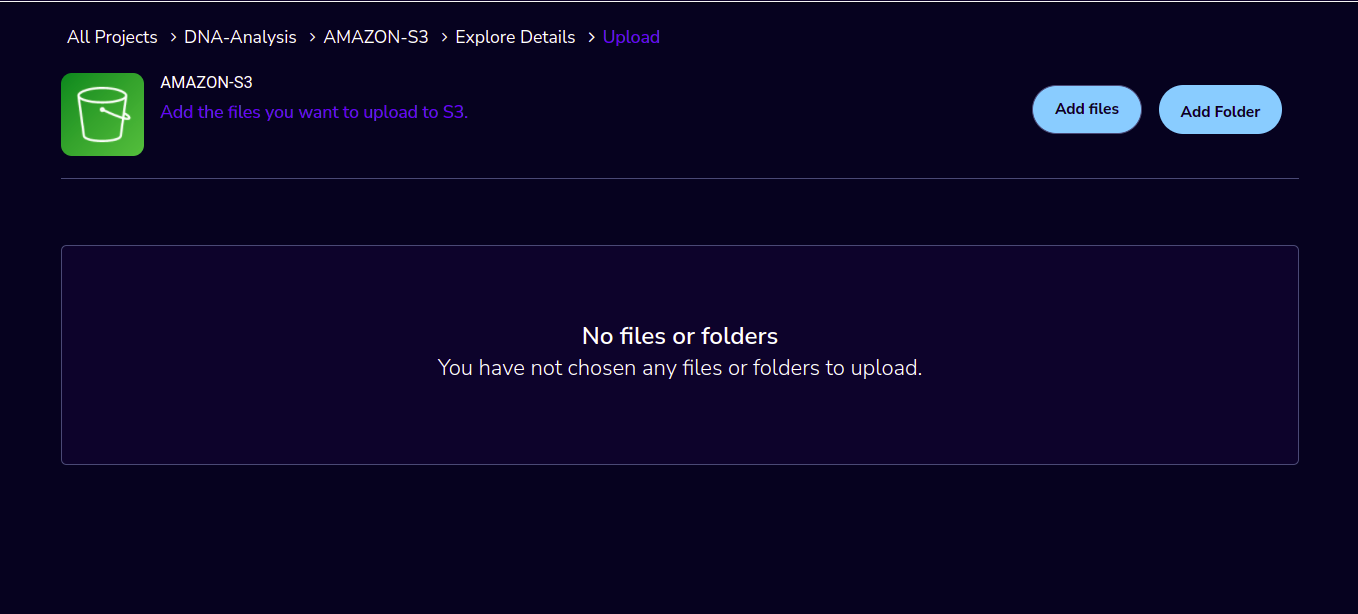 All Projects > DNA-Analysis > AMAZON-S3 > Explore Details > Upload
AMAZON-S3
Add the files you want to upload to S3.
Add files
Add Folder
No files or folders
You have not chosen any files or folders to upload.